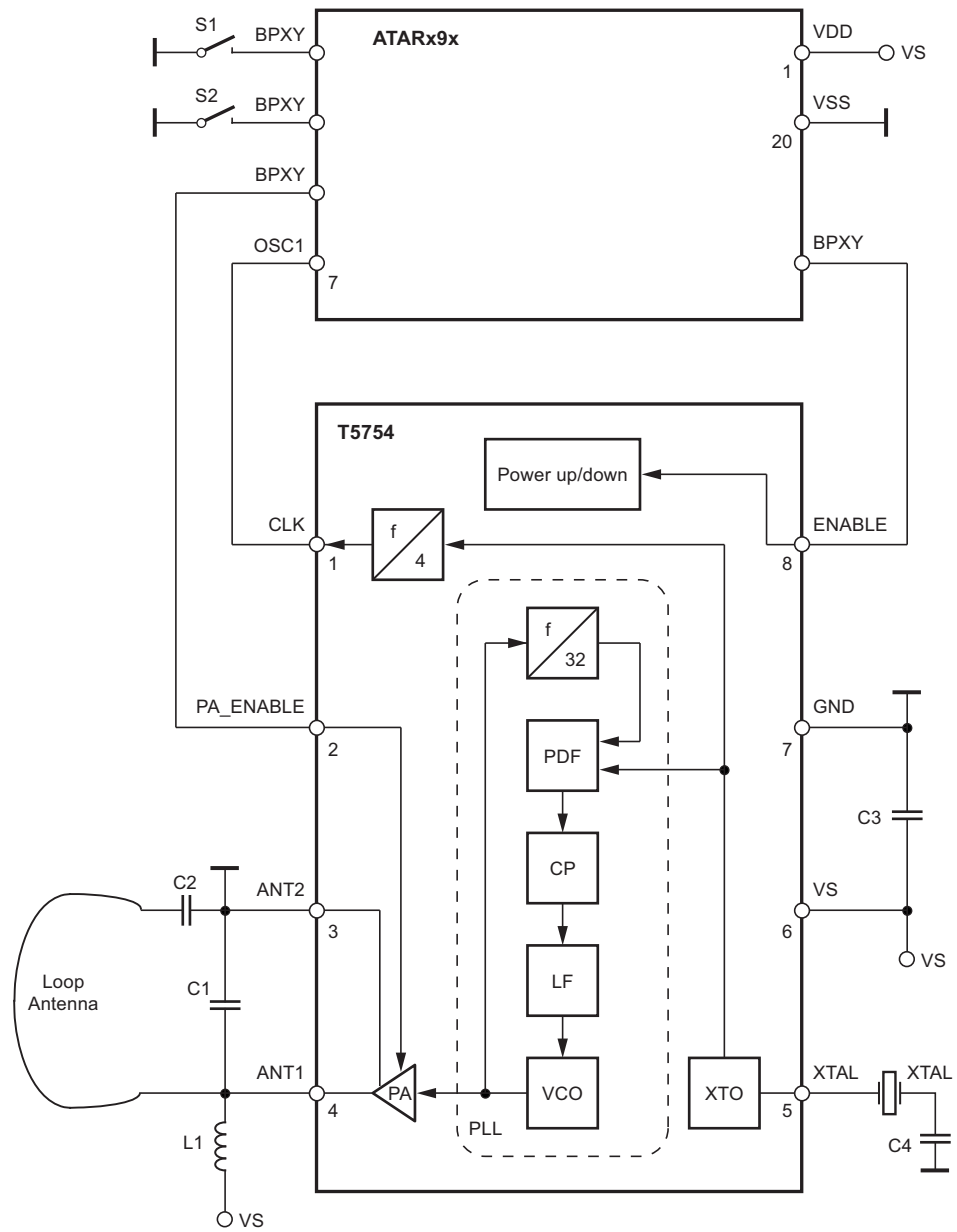 S1
BPXY
ATARx9x
VDD
1
VS
S2
BPXY
VSS
20
BPXY
OSC1
7
BPXY
T5754
Power up/down
CLK
1
f
4
ENABLE
8
f
32
PA_ENABLE
2
GND
7
PDF
C3
CP
C2
ANT2
3
VS
6
VS
Loop
Antenna
C1
LF
ANT1
4
PA
VCO
XTO
XTAL
5
XTAL
PLL
L1
C4
VS